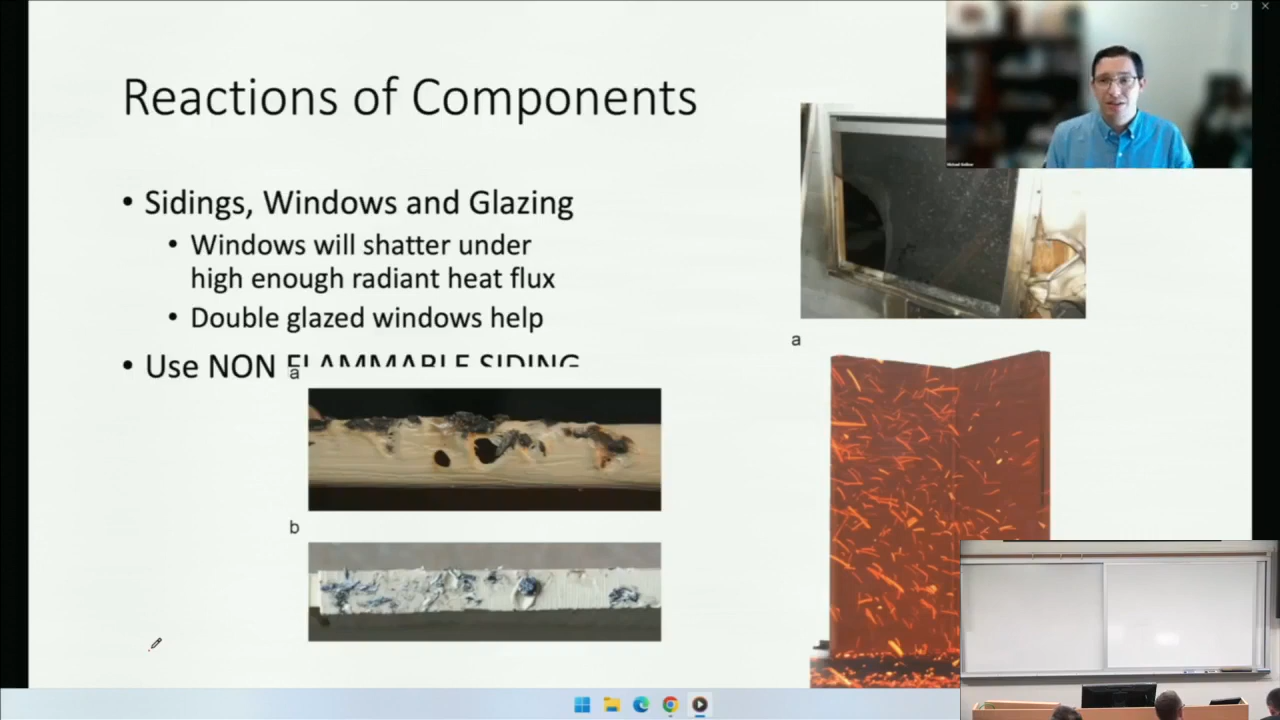 Reactions of Components
• Sidings, Windows and Glazing
• Windows will shatter under
high enough radiant heat flux
• Double glazed windows help
• Use NON FLAMMABLE SIDING
a
b
a